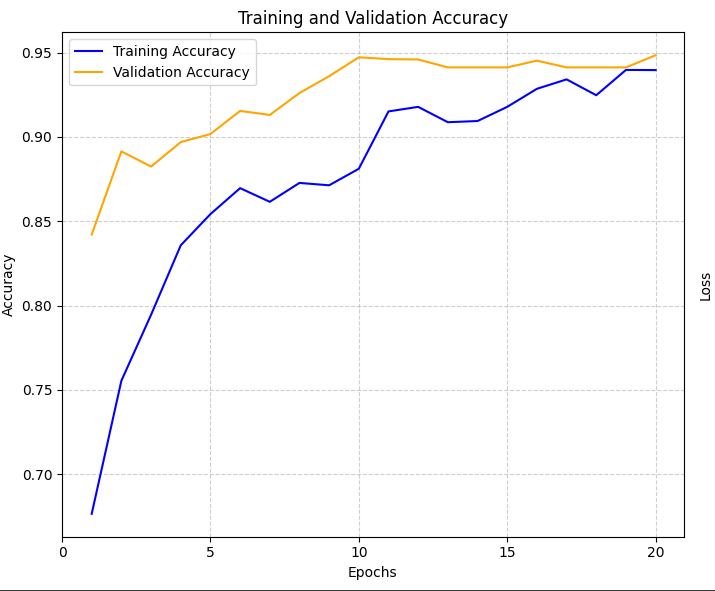 Training and Validation Accuracy
Training Accuracy
Validation Accuracy
0.95
0.90
0.85
0.80
0.75
0.70
Accuracy
Loss
0 5 10 15 20
Epochs